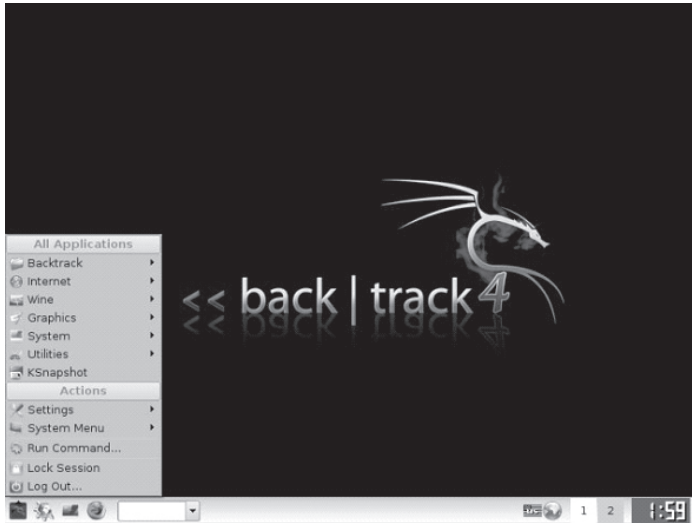 << back | track 4
All Applications
Backtrack
Internet
Wine
Graphics
System
Utilities
KSnapshot
Actions
Settings
System Menu
Run Command...
Lock Session
Log Out...
1 2 1:59